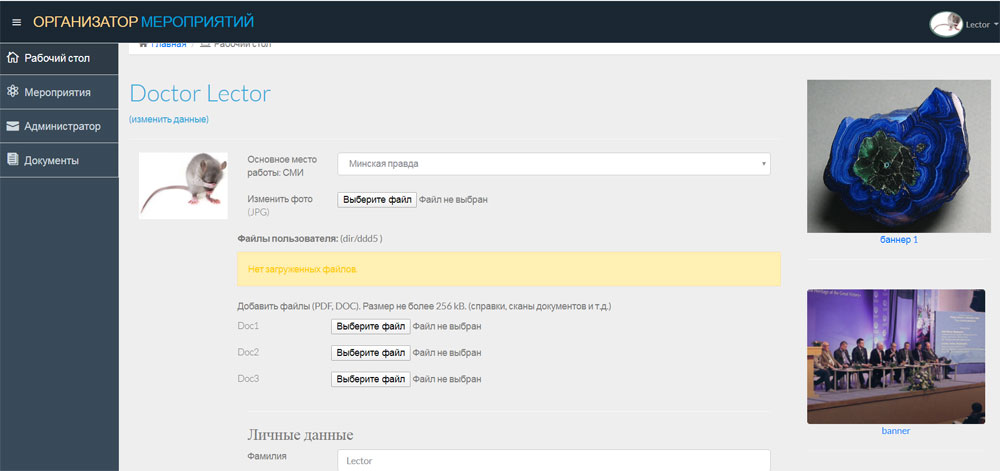 ОРГАНИЗАТОР МЕРОПРИЯТИЙ
Lector
Рабочий стол
Мероприятия
Администратор
Документы
Главная / Рабочий стол
Doctor Lector
(изменить данные)
Основное место
работы: СМИ
Минская правда
Изменить фото
(JPG)
Выберите файл Файл не выбран
Файлы пользователя: (dir/ddd5 )
Нет загруженных файлов.
Добавить файлы (PDF, DOC). Размер не более 256 kB. (справки, сканы документов и т.д.)
Doc1 Выберите файл Файл не выбран
Doc2 Выберите файл Файл не выбран
Doc3 Выберите файл Файл не выбран
Личные данные
Фамилия
Lector
баннер 1
banner